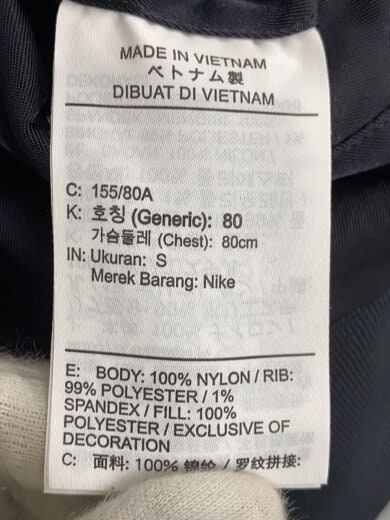 MADE IN VIETNAM
ベトナム製
DIBUAT DI VIETNAM
C: 155/80A
K: 호칭 (Generic): 80
가슴둘레 (Chest): 80cm
IN: Ukuran: S
Merek Barang: Nike
E: BODY: 100% NYLON / RIB:
99% POLYESTER / 1%
SPANDEX / FILL: 100%
POLYESTER / EXCLUSIVE OF
DECORATION
C: 面料: 100% 锦纶 / 罗纹拼接: